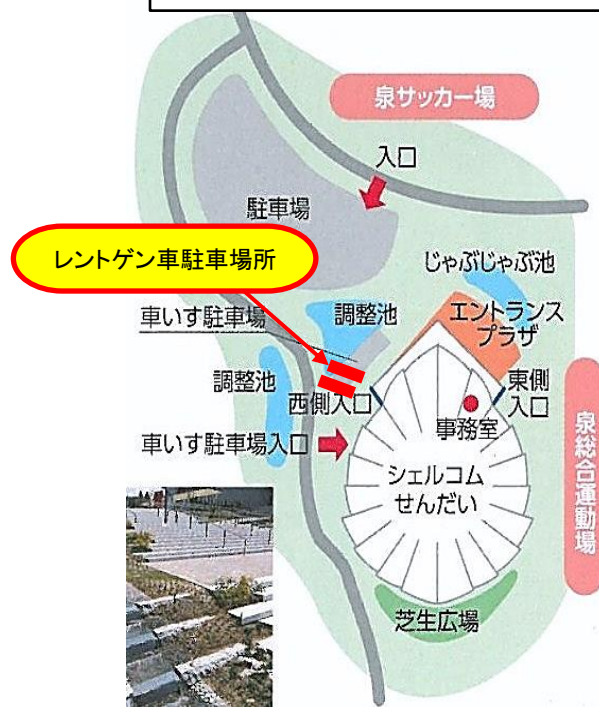 泉サッカー場
入口
駐車場
レントゲン車駐車場所
じゃぶじゃぶ池
車いす駐車場
調整池
エントランス
プラザ
調整池
西側入口
東側
入口
事務室
車いす駐車場入口
シェルコム
せんだい
泉総合運動場
芝生広場